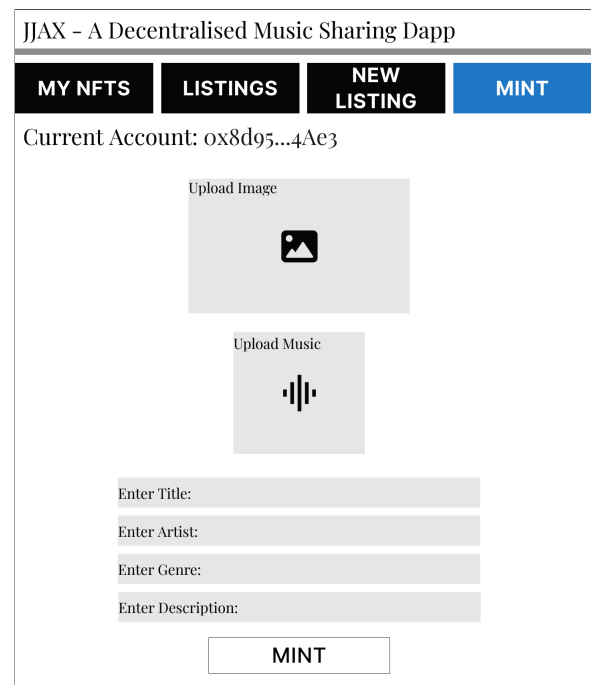 JJAX - A Decentralised Music Sharing Dapp
MY NFTS
LISTINGS
NEW
LISTING
MINT
Current Account: 0x8d95...4Ae3
Upload Image
Upload Music
Enter Title:
Enter Artist:
Enter Genre:
Enter Description:
MINT